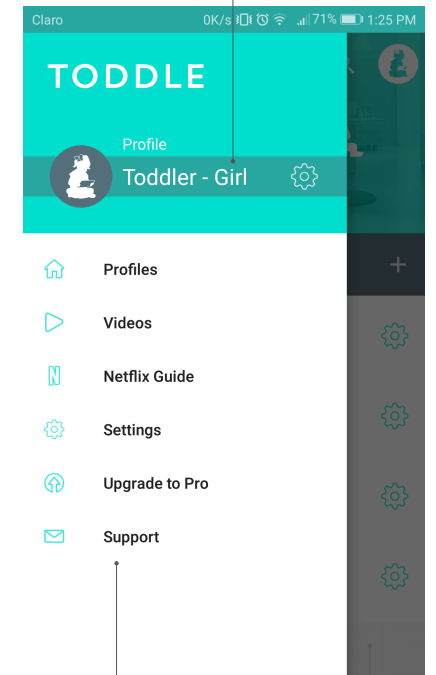 Claro 0K/s 71% 1:25 PM
TODDLE
Profile
Toddler - Girl
Profiles
Videos
Netflix Guide
Settings
Upgrade to Pro
Support